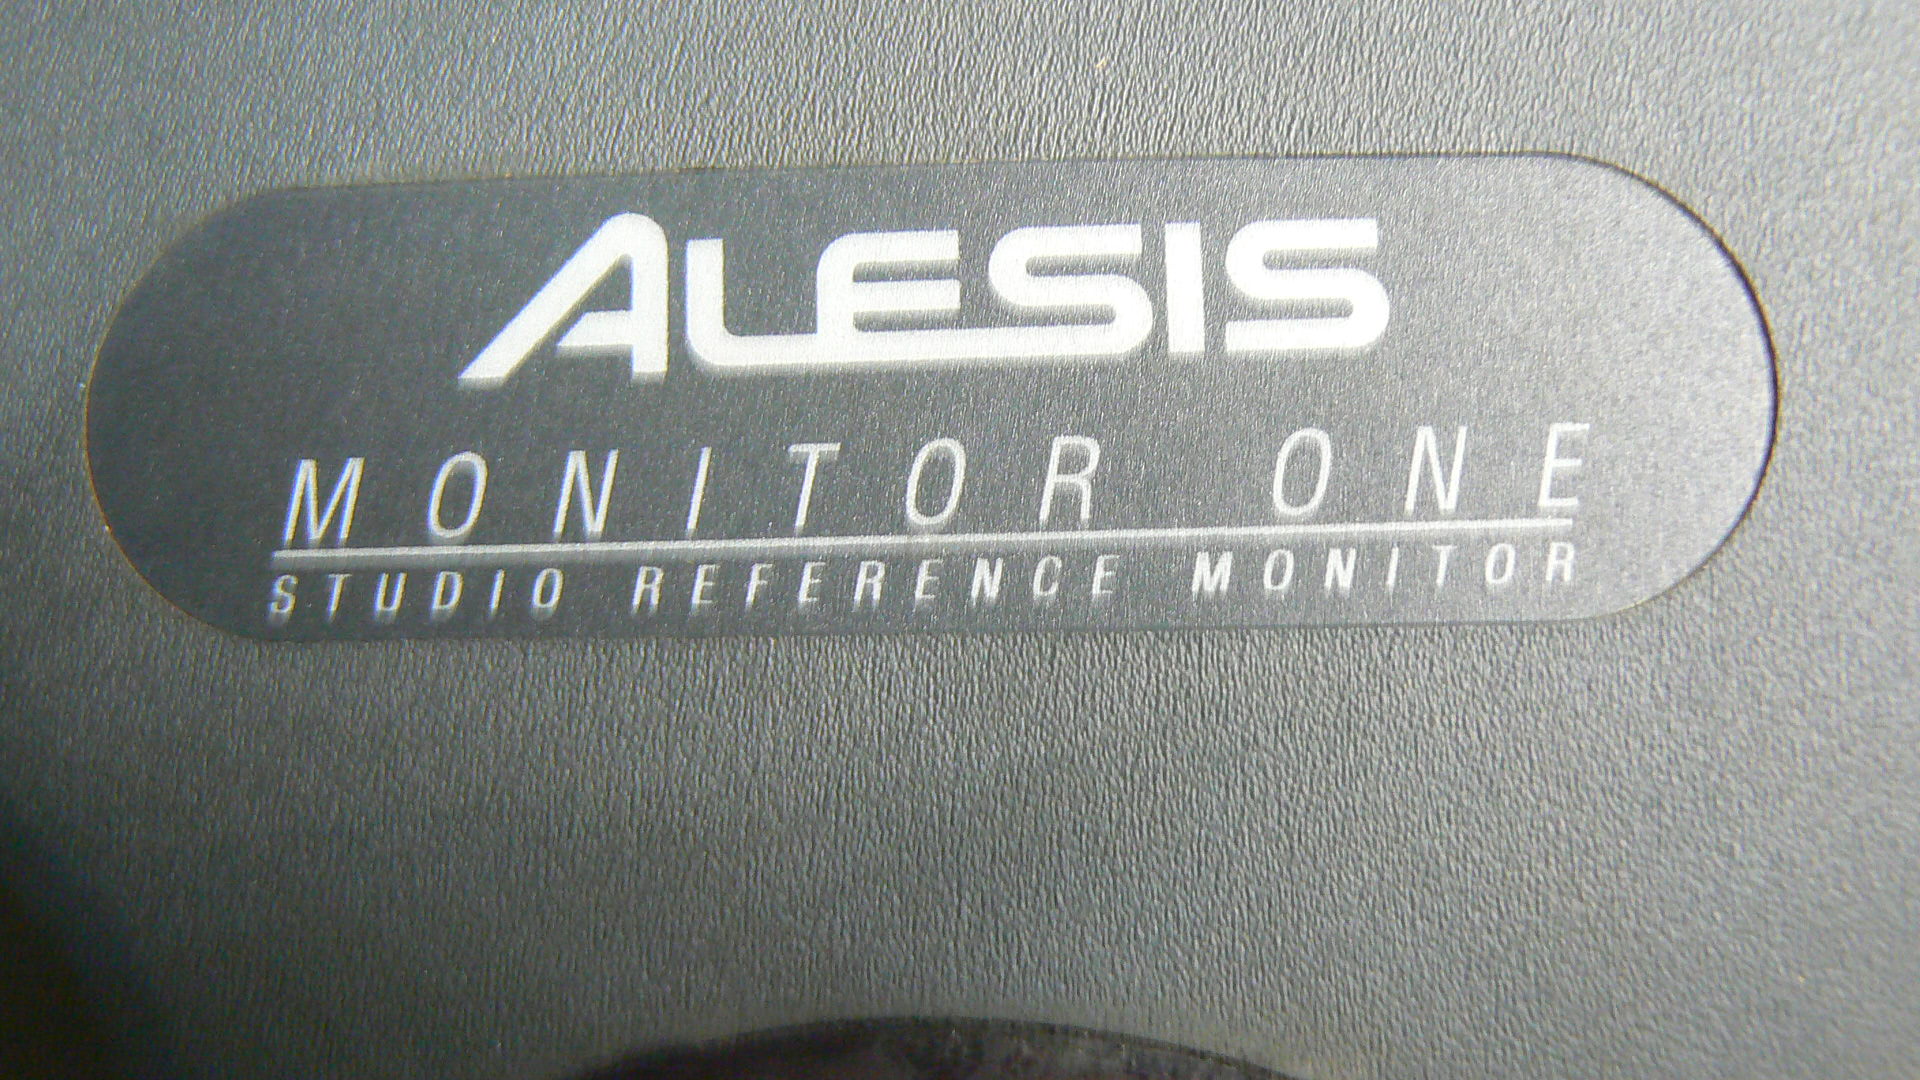 ALESIS
MONITOR ONE
STUDIO REFERENCE MONITOR